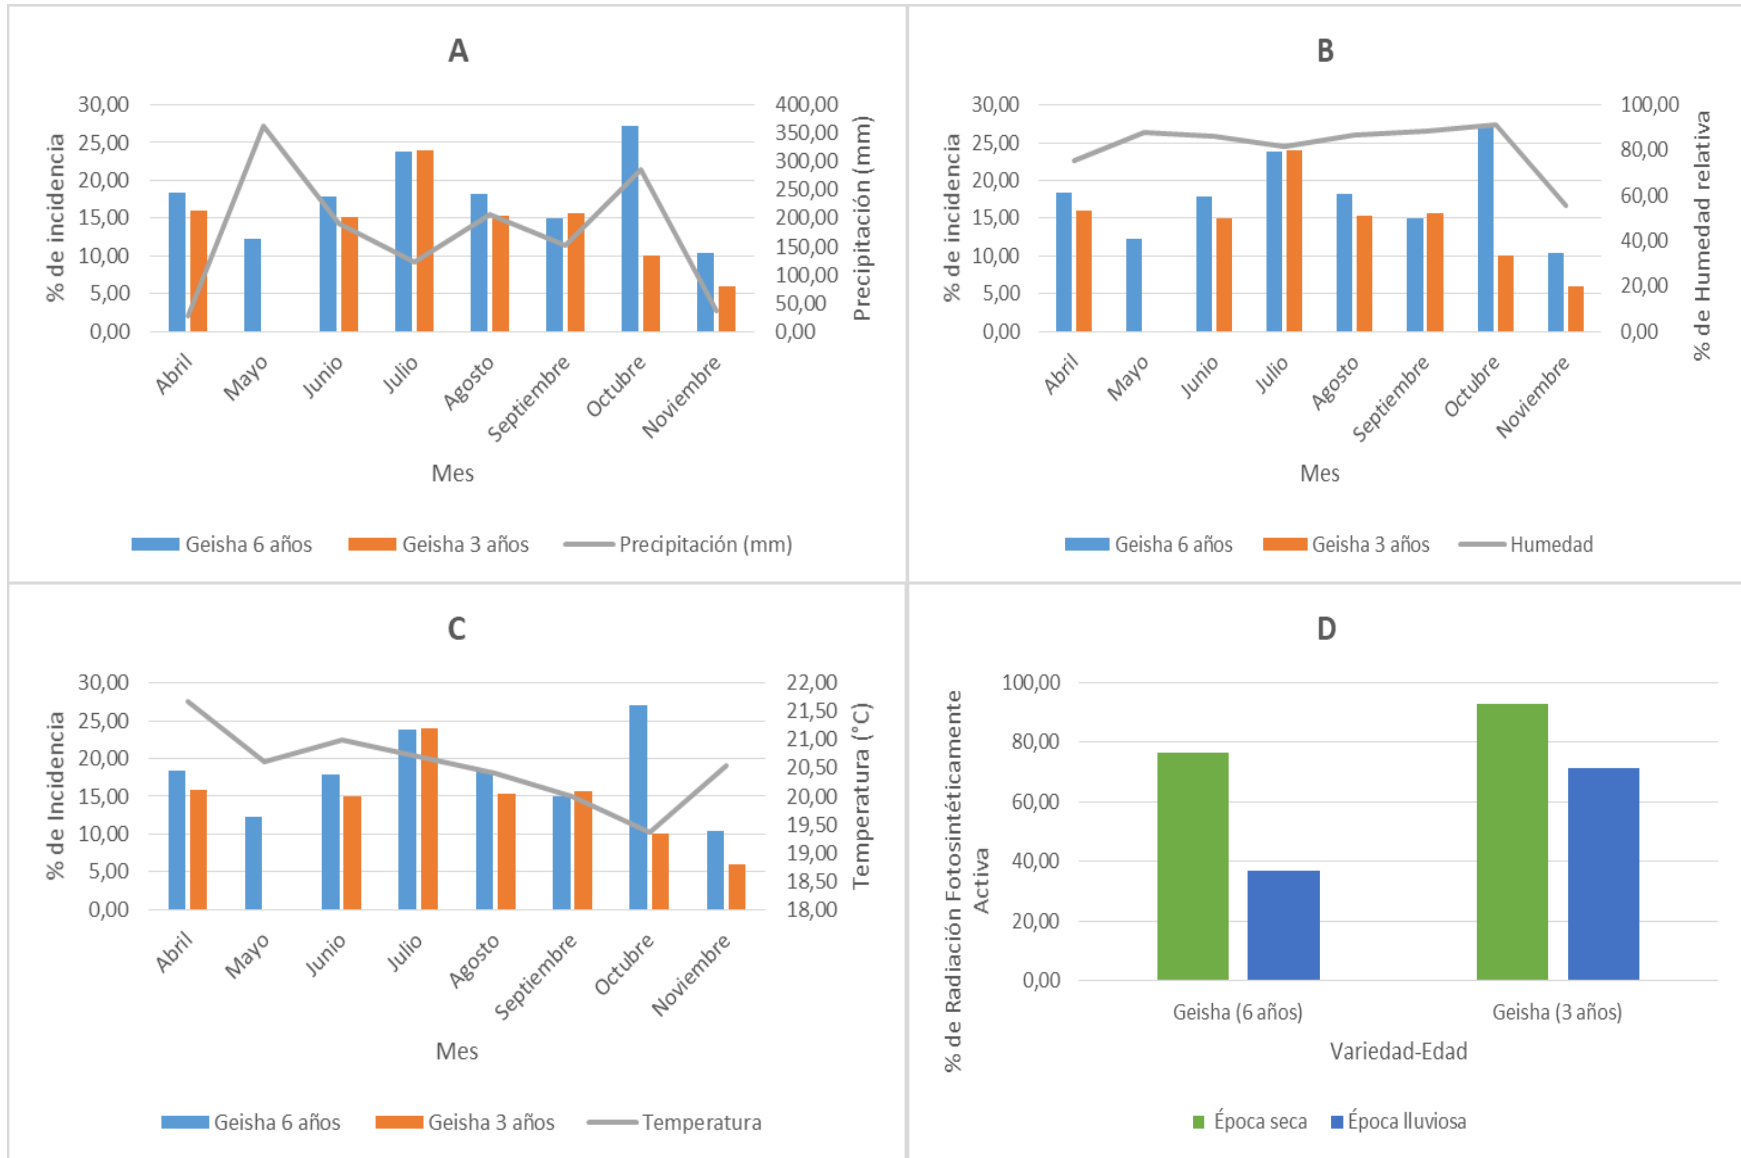 A
30,00
25,00
20,00
15,00
10,00
5,00
0,00
% de incidencia
400,00
350,00
300,00
250,00
200,00
150,00
100,00
50,00
0,00
Precipitación (mm)
Abril
Mayo
Junio
Julio
Agosto
Septiembre
Octubre
Noviembre
Mes
Geisha 6 años
Geisha 3 años
Precipitación (mm)
B
30,00
25,00
20,00
15,00
10,00
5,00
0,00
% de incidencia
100,00
80,00
60,00
40,00
20,00
0,00
% de Humedad relativa
Abril
Mayo
Junio
Julio
Agosto
Septiembre
Octubre
Noviembre
Mes
Geisha 6 años
Geisha 3 años
Humedad
C
30,00
25,00
20,00
15,00
10,00
5,00
0,00
% de Incidencia
22,00
21,50
21,00
20,50
20,00
19,50
19,00
18,50
18,00
Temperatura (°C)
Abril
Mayo
Junio
Julio
Agosto
Septiembre
Octubre
Noviembre
Mes
Geisha 6 años
Geisha 3 años
Temperatura
D
100,00
80,00
60,00
40,00
20,00
0,00
% de Radiación Fotosintéticamente
Activa
Geisha (6 años)
Geisha (3 años)
Variedad-Edad
Época seca
Época lluviosa